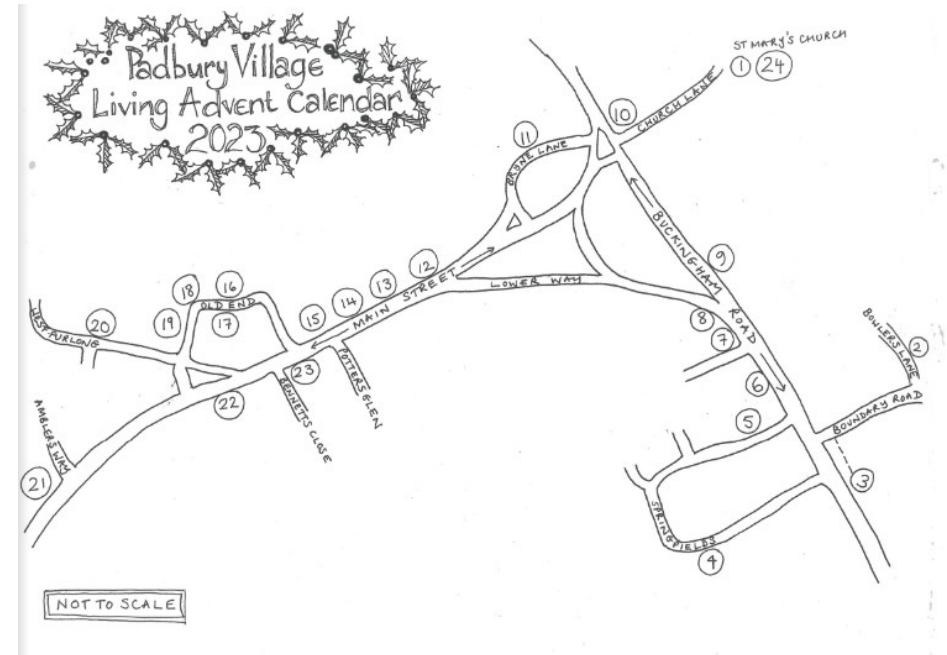 Padbury Village
Living Advent Calendar
2023
ST MARY'S CHURCH
1 24
10
CHURCH LANE
11
BRYNE LANE
BUCKINGHAM
ROAD
9
12
13
14
15
MAIN STREET
LOWER WAY
16
18
OLD END
17
19
20
WEST FURLONG
8
7
6
BOWLERS LANE
2
BOUNDARY ROAD
3
5
SPRINGFIELDS
4
POTTERS GLEN
23
BENNETTS CLOSE
22
AMBLERS WAY
21
NOT TO SCALE